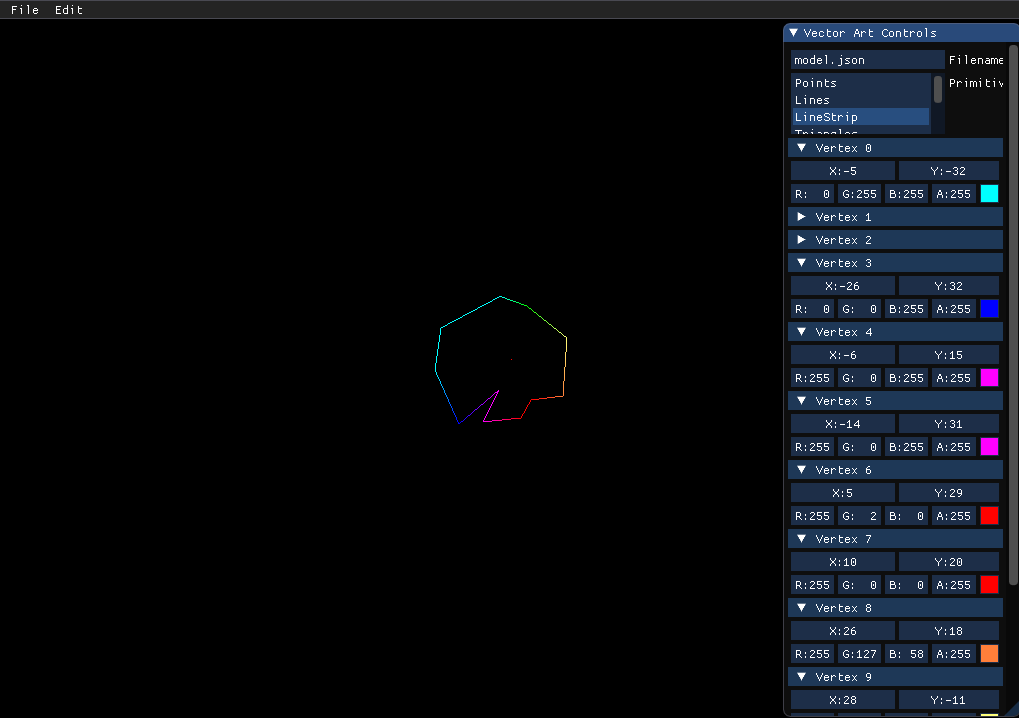 File Edit
Vector Art Controls
model.json Filename
Points Primitiv
Lines
LineStrip
Triangles
Vertex 0
X:-5 Y:-32
R: 0 G:255 B:255 A:255
Vertex 1
Vertex 2
Vertex 3
X:-26 Y:32
R: 0 G: 0 B:255 A:255
Vertex 4
X:-6 Y:15
R:255 G: 0 B:255 A:255
Vertex 5
X:-14 Y:31
R:255 G: 0 B:255 A:255
Vertex 6
X:5 Y:29
R:255 G: 2 B: 0 A:255
Vertex 7
X:10 Y:20
R:255 G: 0 B: 0 A:255
Vertex 8
X:26 Y:18
R:255 G:127 B: 58 A:255
Vertex 9
X:28 Y:-11